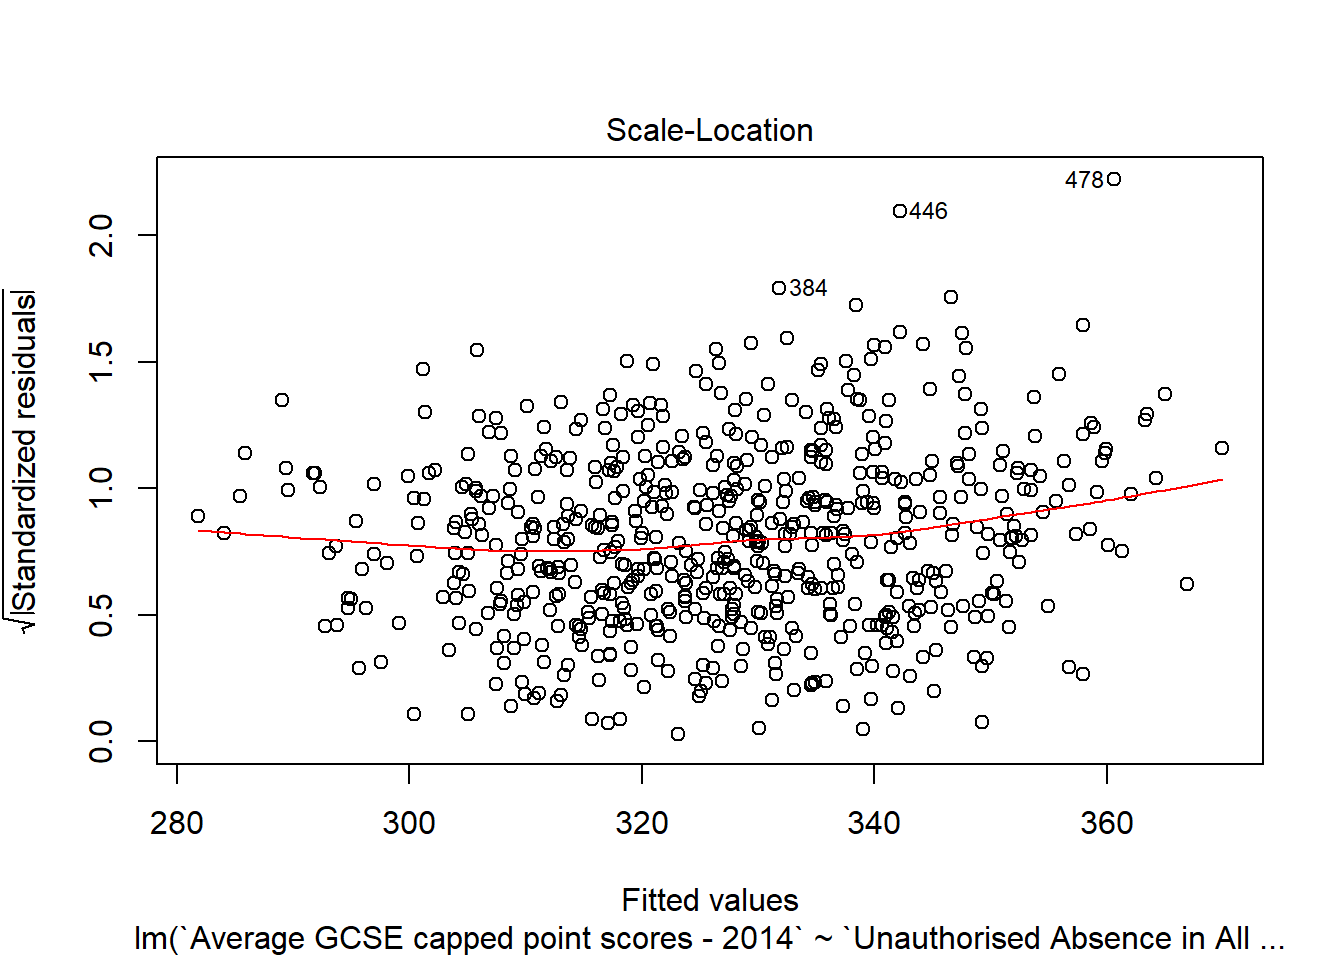 Scale-Location
478
446
384
√|Standardized residuals|
2.0
1.5
1.0
0.5
0.0
280 300 320 340 360
Fitted values
lm(`Average GCSE capped point scores - 2014` ~ `Unauthorised Absence in All ...